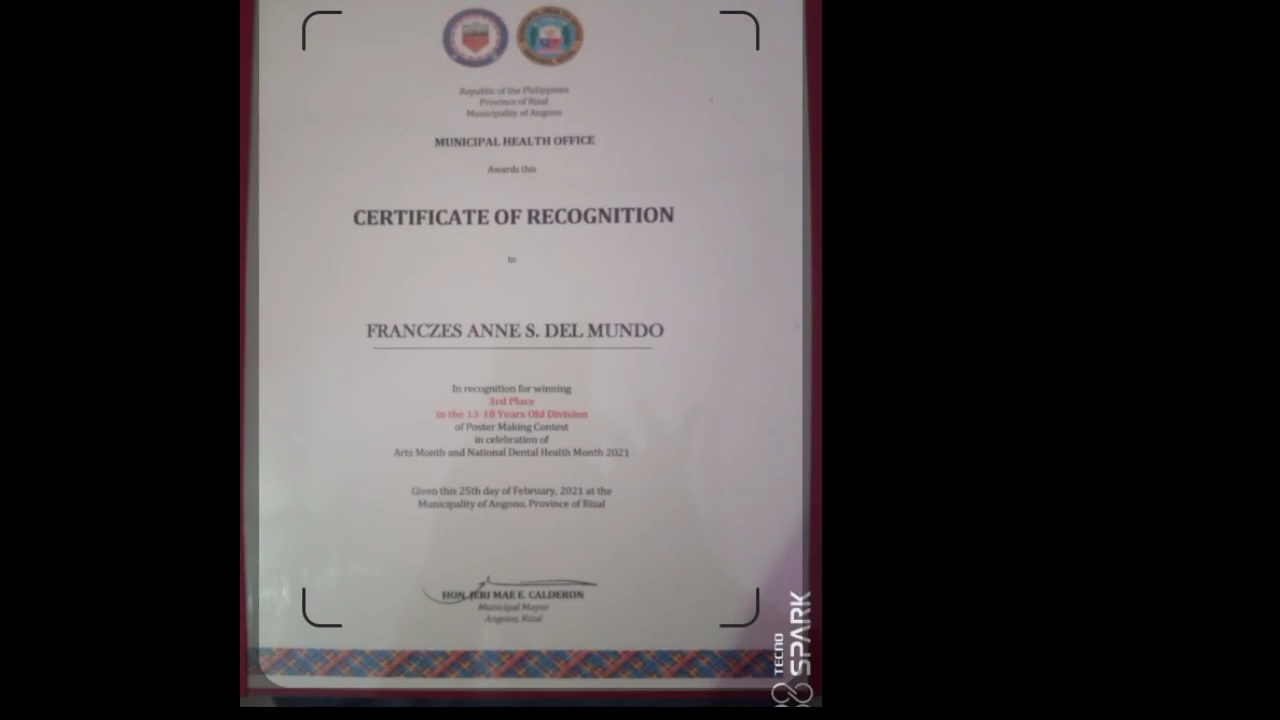 Republic of the Philippines
Province of Rizal
Municipality of Angono
MUNICIPAL HEALTH OFFICE
Awards this
CERTIFICATE OF RECOGNITION
to
FRANCZES ANNE S. DEL MUNDO
In recognition for winning
3rd Place
in the 13-18 Years Old Division
of Poster Making Contest
in celebration of
Arts Month and National Dental Health Month 2021
Given this 25th day of February, 2021 at the
Municipality of Angono, Province of Rizal
HON. JERI MAE E. CALDERON
Municipal Mayor
Angono, Rizal
TECNO
SPARK